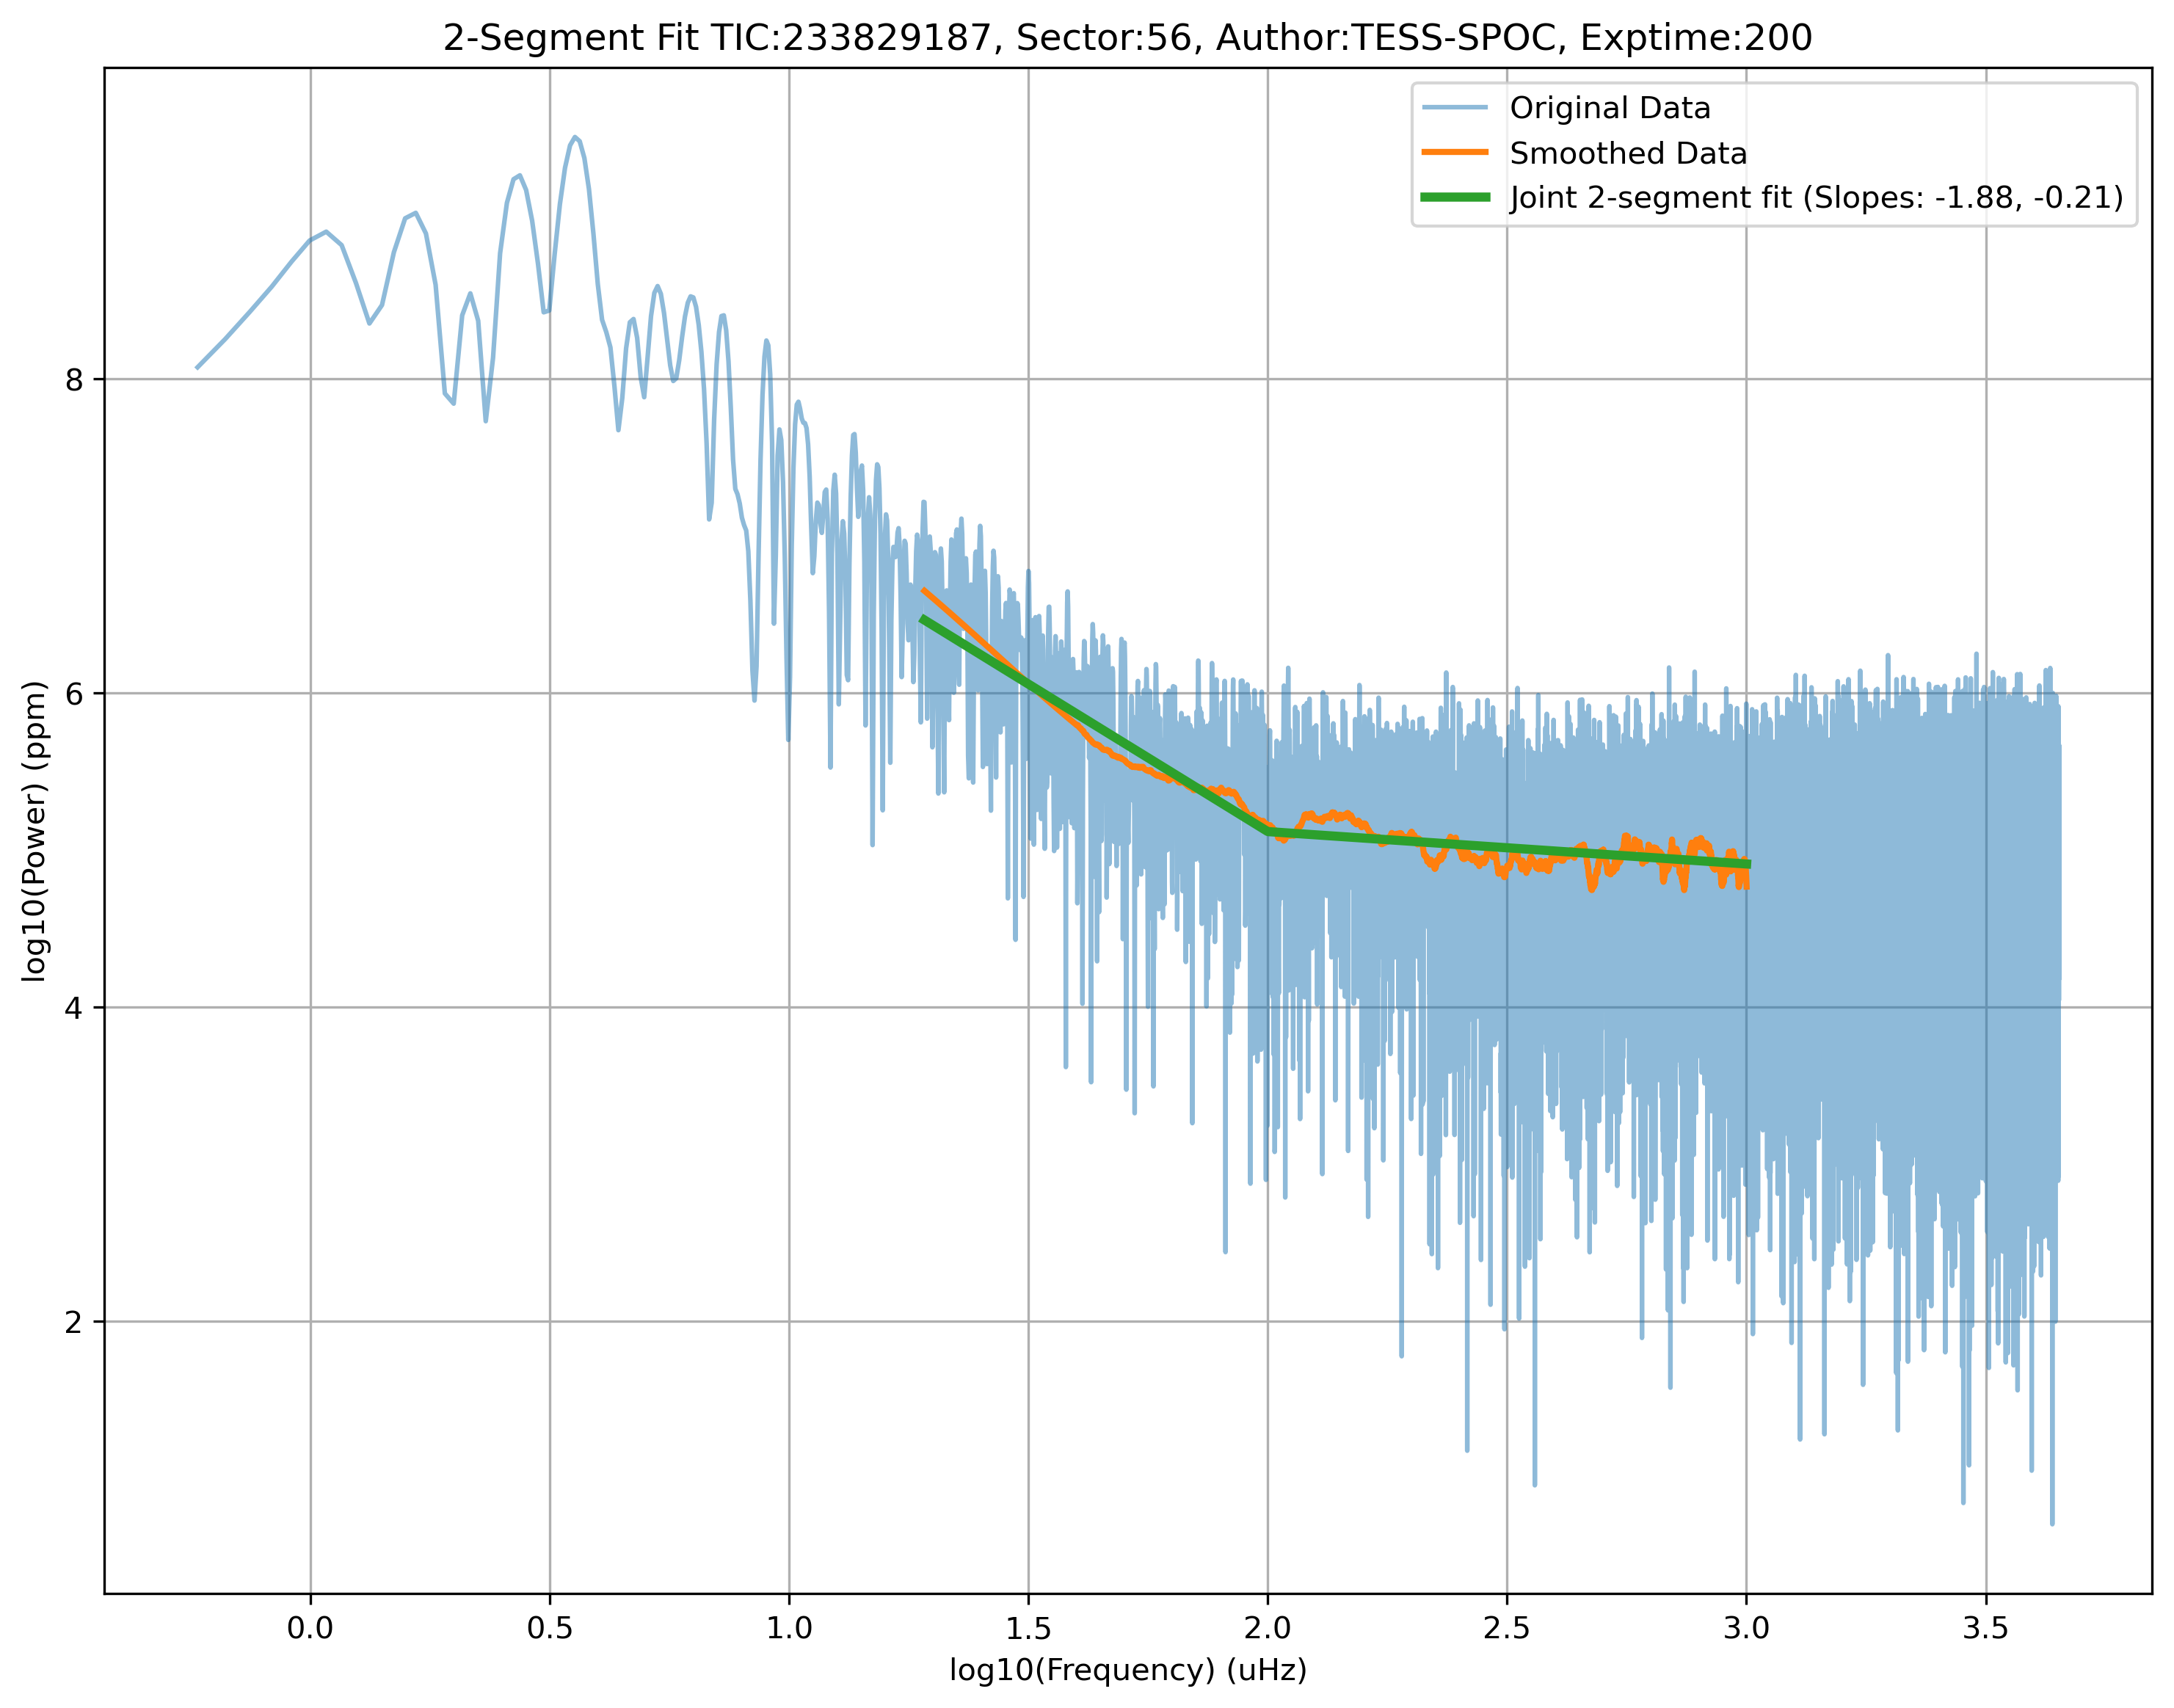 2-Segment Fit TIC:233829187, Sector:56, Author:TESS-SPOC, Exptime:200
Original Data
Smoothed Data
Joint 2-segment fit (Slopes: -1.88, -0.21)
log10(Power) (ppm)
8
6
4
2
0.0 0.5 1.0 1.5 2.0 2.5 3.0 3.5
log10(Frequency) (uHz)